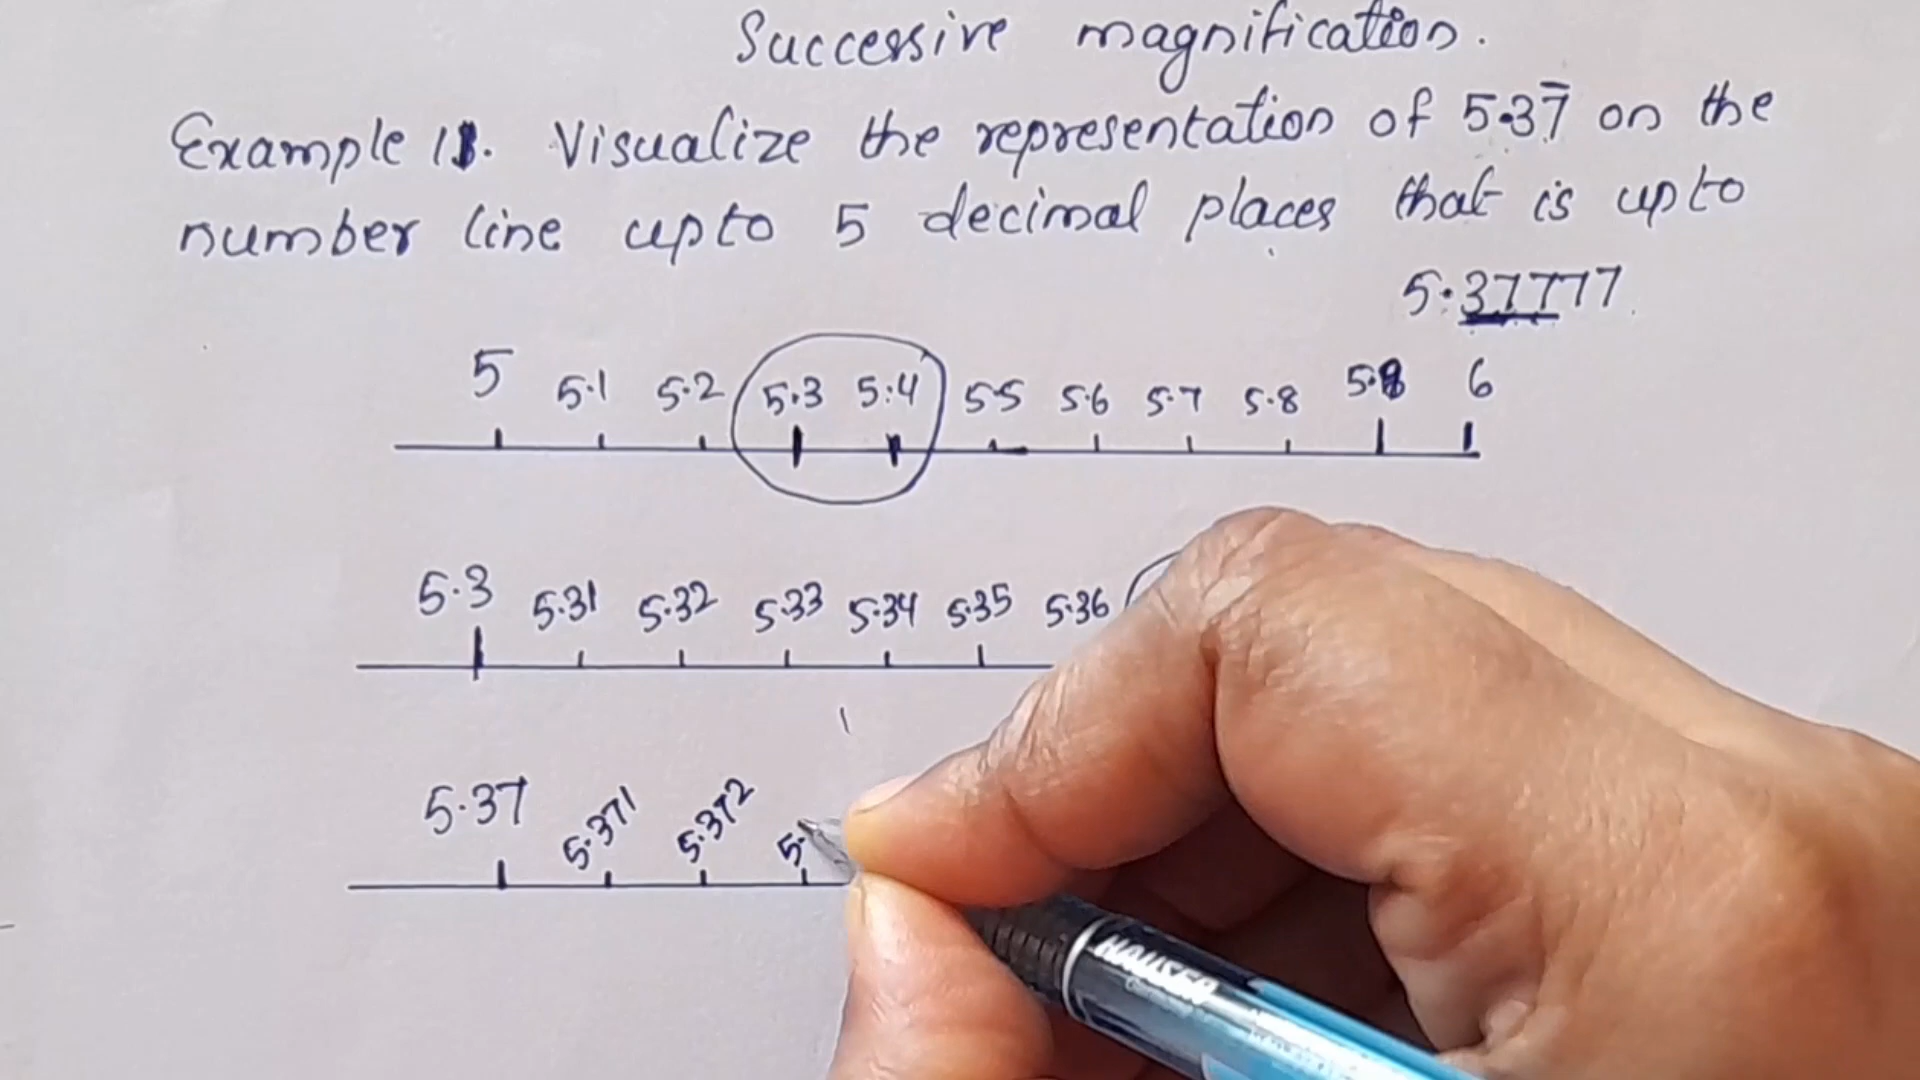 Successive magnification.
Example 11. Visualize the representation of 5.37̅ on the
number line upto 5 decimal places that is upto
5.37777.
5 5.1 5.2 5.3 5.4 5.5 5.6 5.7 5.8 5.9 6
5.3 5.31 5.32 5.33 5.34 5.35 5.36
5.37 5.371 5.372 5.
HAUSER